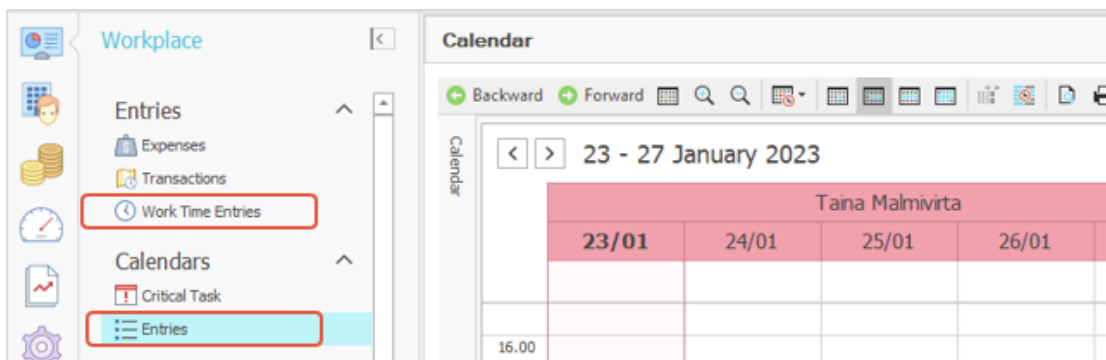 Workplace
Entries
Expenses
Transactions
Work Time Entries
Calendars
Critical Task
Entries
Calendar
Backward Forward
Calendar
23 - 27 January 2023
Taina Malmivirta
23/01 24/01 25/01 26/01
16.00